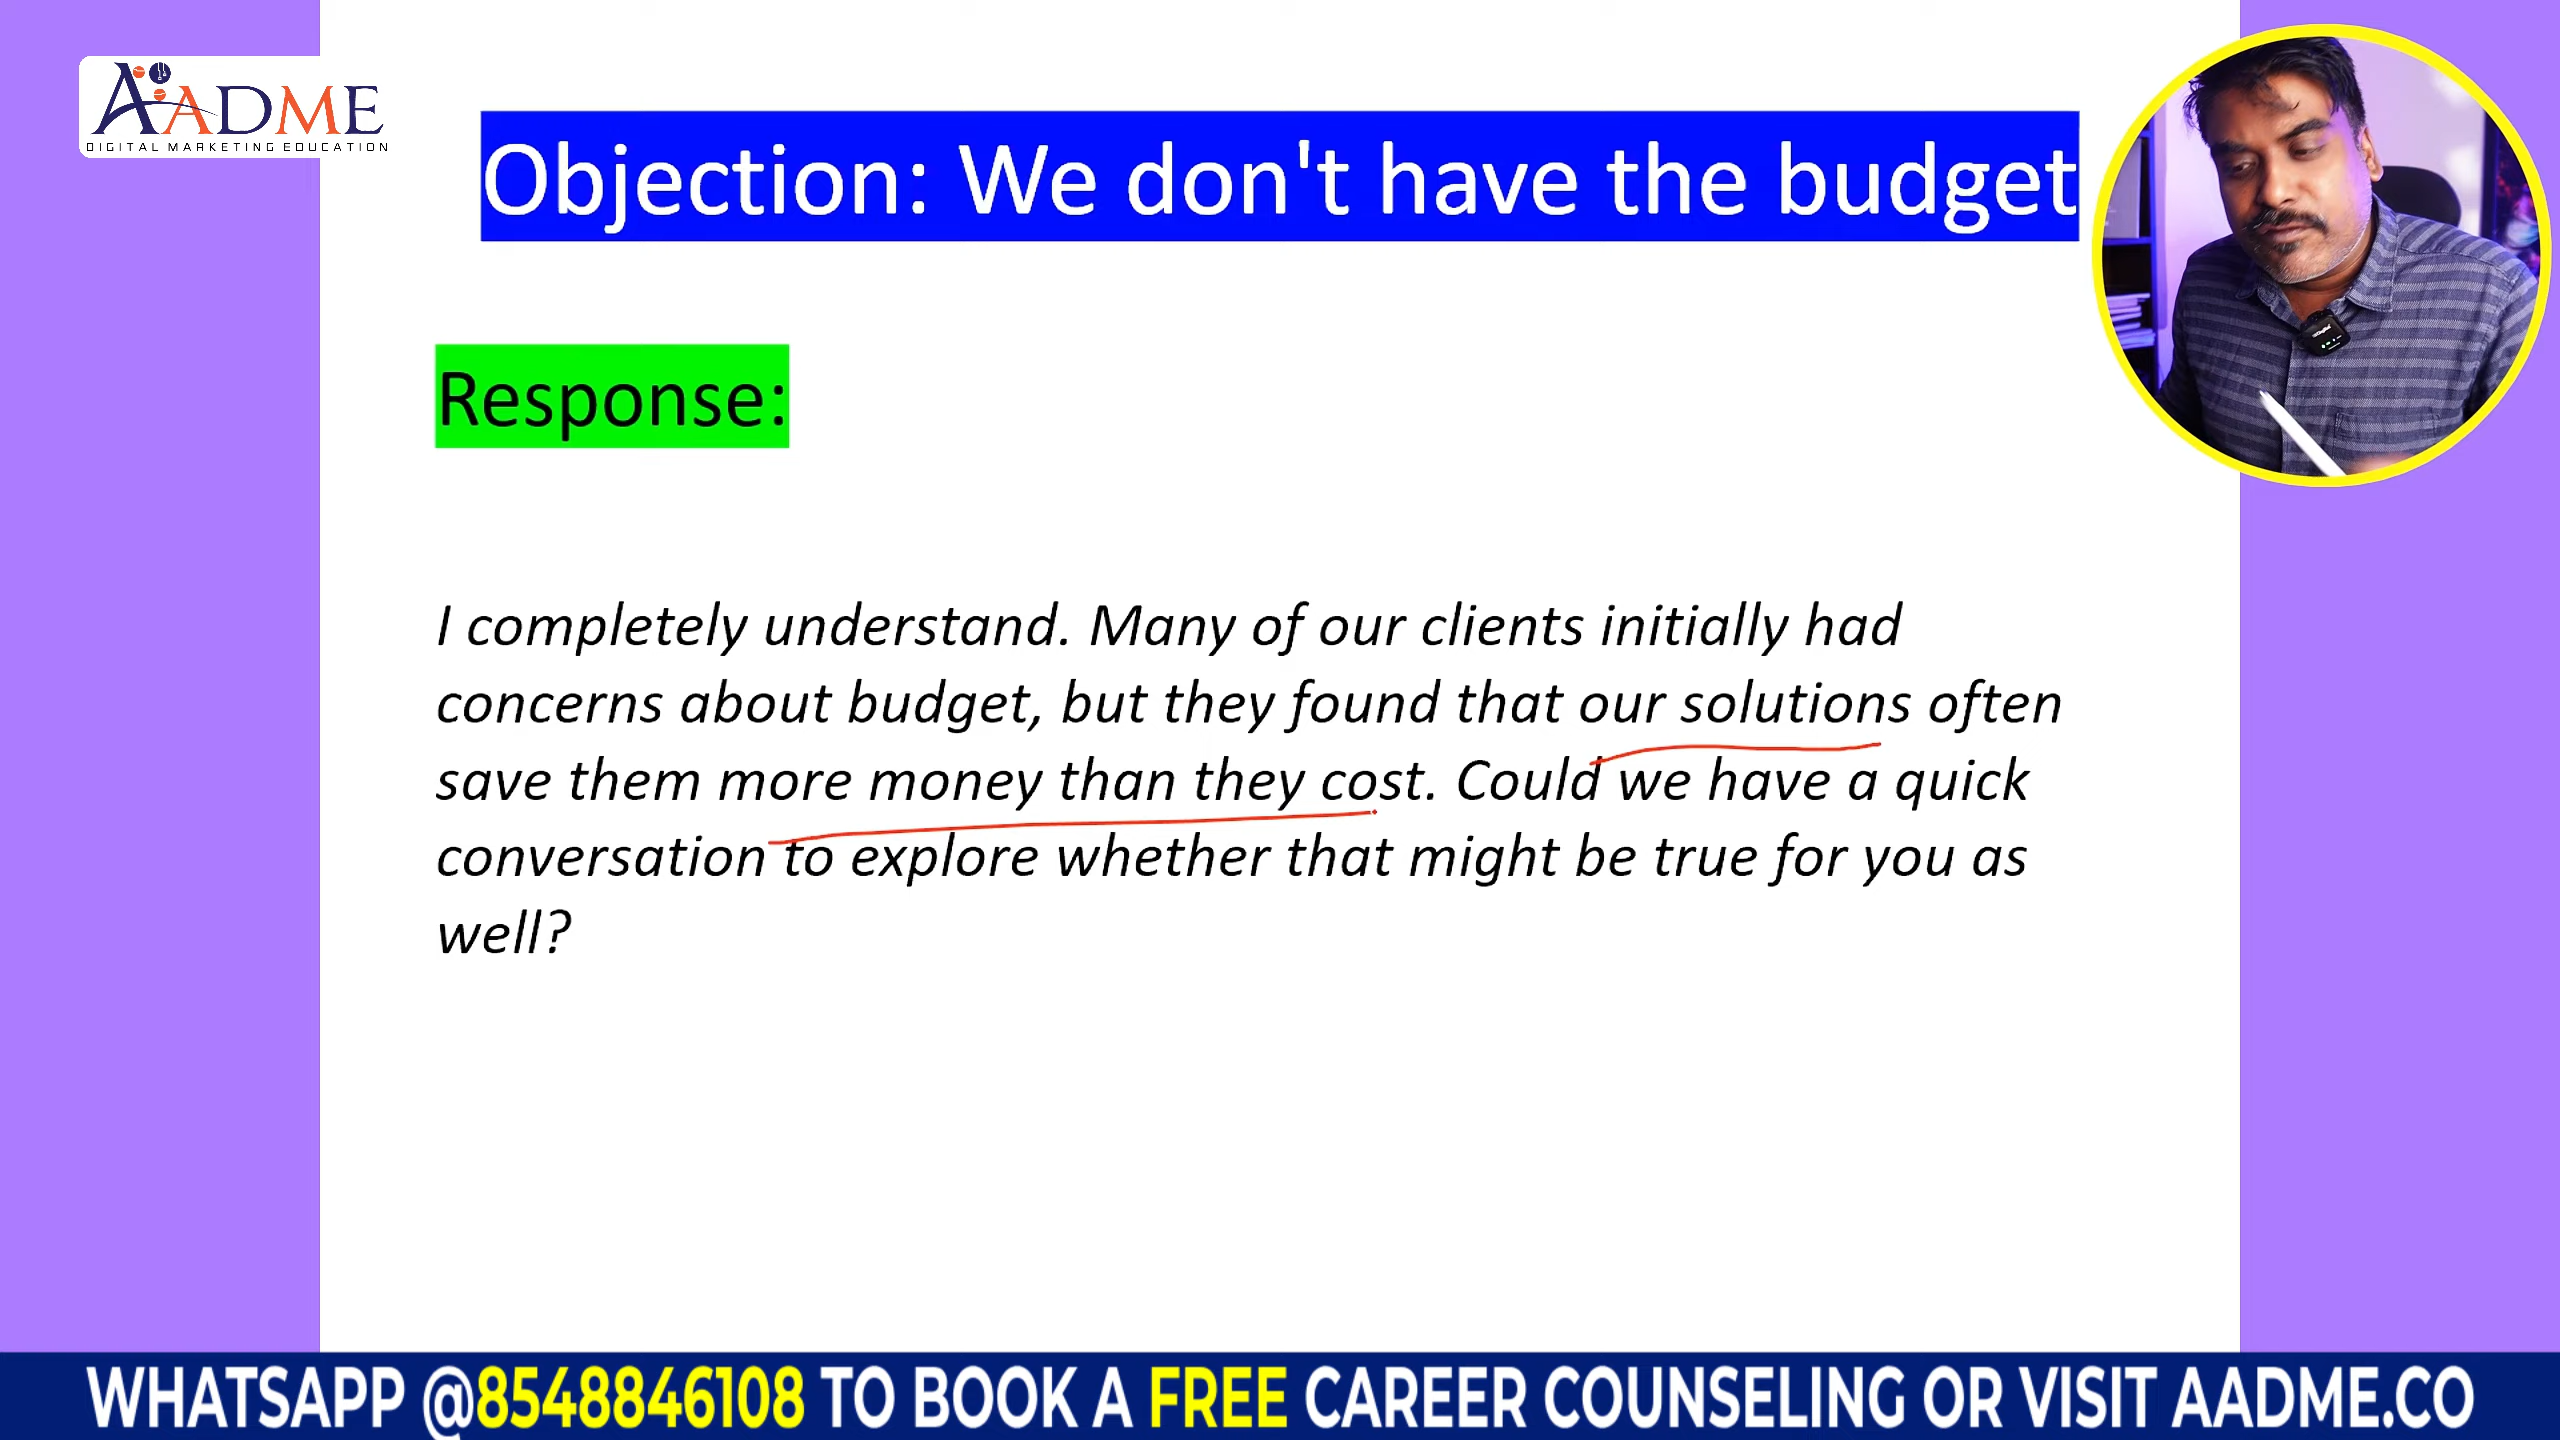 AADME
DIGITAL MARKETING EDUCATION
Objection: We don't have the budget
Response:
I completely understand. Many of our clients initially had
concerns about budget, but they found that our solutions often
save them more money than they cost. Could we have a quick
conversation to explore whether that might be true for you as
well?
WHATSAPP @8548846108 TO BOOK A FREE CAREER COUNSELING OR VISIT AADME.CO